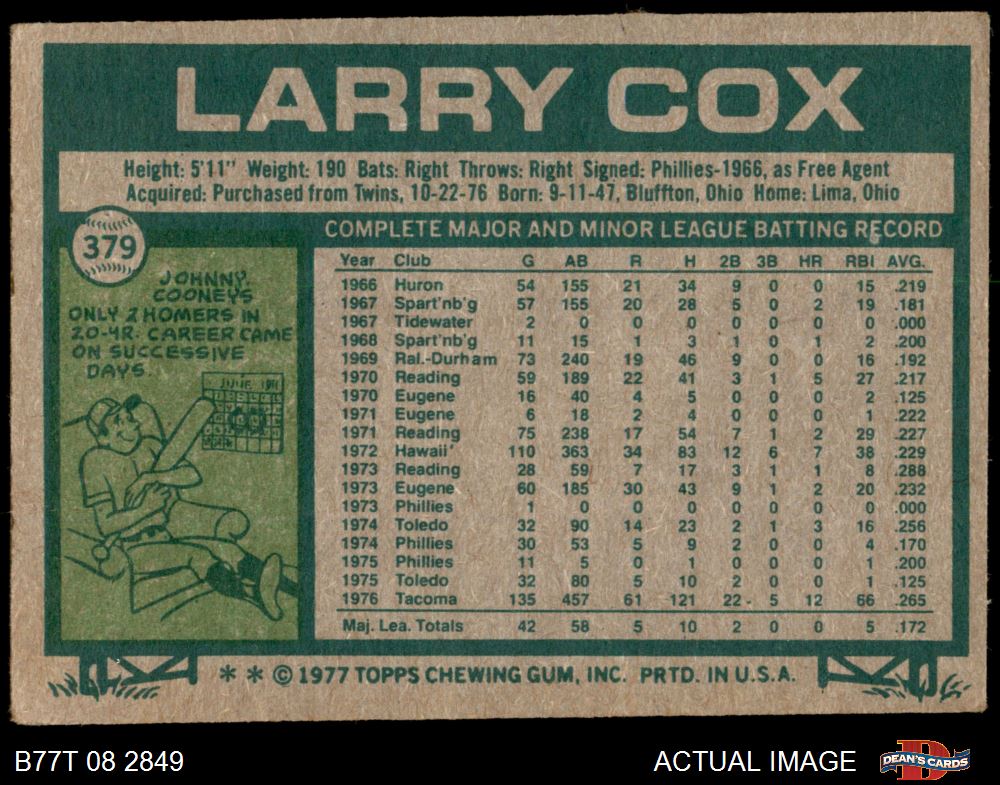 LARRY COX
Height: 5'11" Weight: 190 Bats: Right Throws: Right Signed: Phillies-1966, as Free Agent
Acquired: Purchased from Twins, 10-22-76 Born: 9-11-47, Bluffton, Ohio Home: Lima, Ohio
379
JOHNNY
COONEY'S
ONLY 2 HOMERS IN
20-YR. CAREER CAME
ON SUCCESSIVE
DAYS.
JUNE
COMPLETE MAJOR AND MINOR LEAGUE BATTING RECORD
Year Club G AB R H 2B 3B HR RBI AVG.
1966 Huron 54 155 21 34 9 0 0 15 .219
1967 Spart'nb'g 57 155 20 28 5 0 2 19 .181
1967 Tidewater 2 0 0 0 0 0 0 0 .000
1968 Spart'nb'g 11 15 1 3 1 0 1 2 .200
1969 Ral.-Durham 73 240 19 46 9 0 0 16 .192
1970 Reading 59 189 22 41 3 1 5 27 .217
1970 Eugene 16 40 4 5 0 0 0 2 .125
1971 Eugene 6 18 2 4 0 0 0 1 .222
1971 Reading 75 238 17 54 7 1 2 29 .227
1972 Hawaii 110 363 34 83 12 6 7 38 .229
1973 Reading 28 59 7 17 3 1 1 8 .288
1973 Eugene 60 185 30 43 9 1 2 20 .232
1973 Phillies 1 0 0 0 0 0 0 0 .000
1974 Toledo 32 90 14 23 2 1 3 16 .256
1974 Phillies 30 53 5 9 2 0 0 4 .170
1975 Phillies 11 5 0 1 0 0 0 1 .200
1975 Toledo 32 80 5 10 2 0 0 1 .125
1976 Tacoma 135 457 61 121 22 5 12 66 .265
Maj. Lea. Totals 42 58 5 10 2 0 0 5 .172
* * © 1977 TOPPS CHEWING GUM, INC. PRTD. IN U.S.A.
B77T 08 2849
ACTUAL IMAGE
D
DEAN'S CARDS